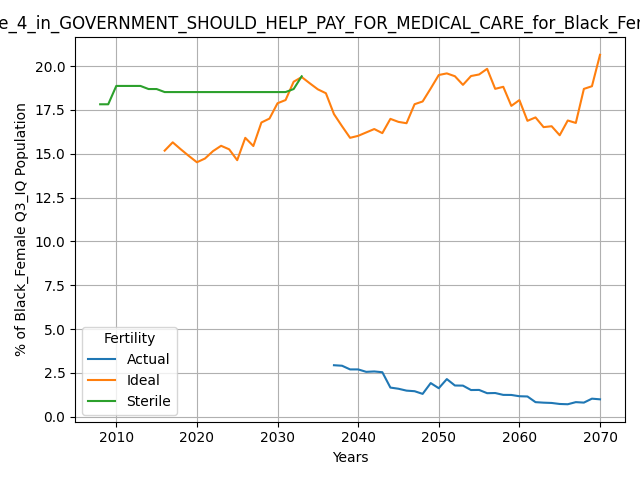 e_4_in_GOVERNMENT_SHOULD_HELP_PAY_FOR_MEDICAL_CARE_for_Black_Fe
% of Black_Female Q3_IQ Population
20.0
17.5
15.0
12.5
10.0
7.5
5.0
2.5
0.0
Fertility
Actual
Ideal
Sterile
2010 2020 2030 2040 2050 2060 2070
Years